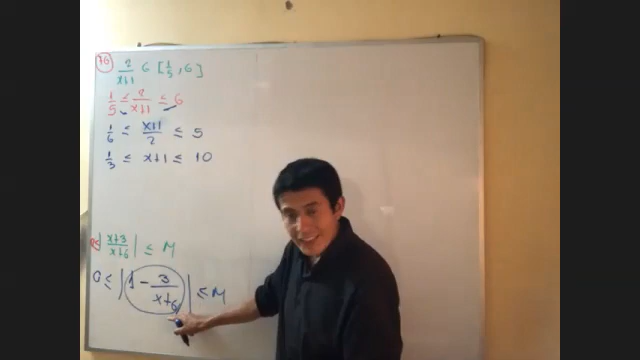 76
2/(x+1) ∈ [1/5, 6]
1/5 ≤ 2/(x+1) ≤ 6
1/6 ≤ (x+1)/2 ≤ 5
1/3 ≤ x+1 ≤ 10
|(x+3)/(x+6)| ≤ M
0 ≤ |1 - 3/(x+6)| ≤ M